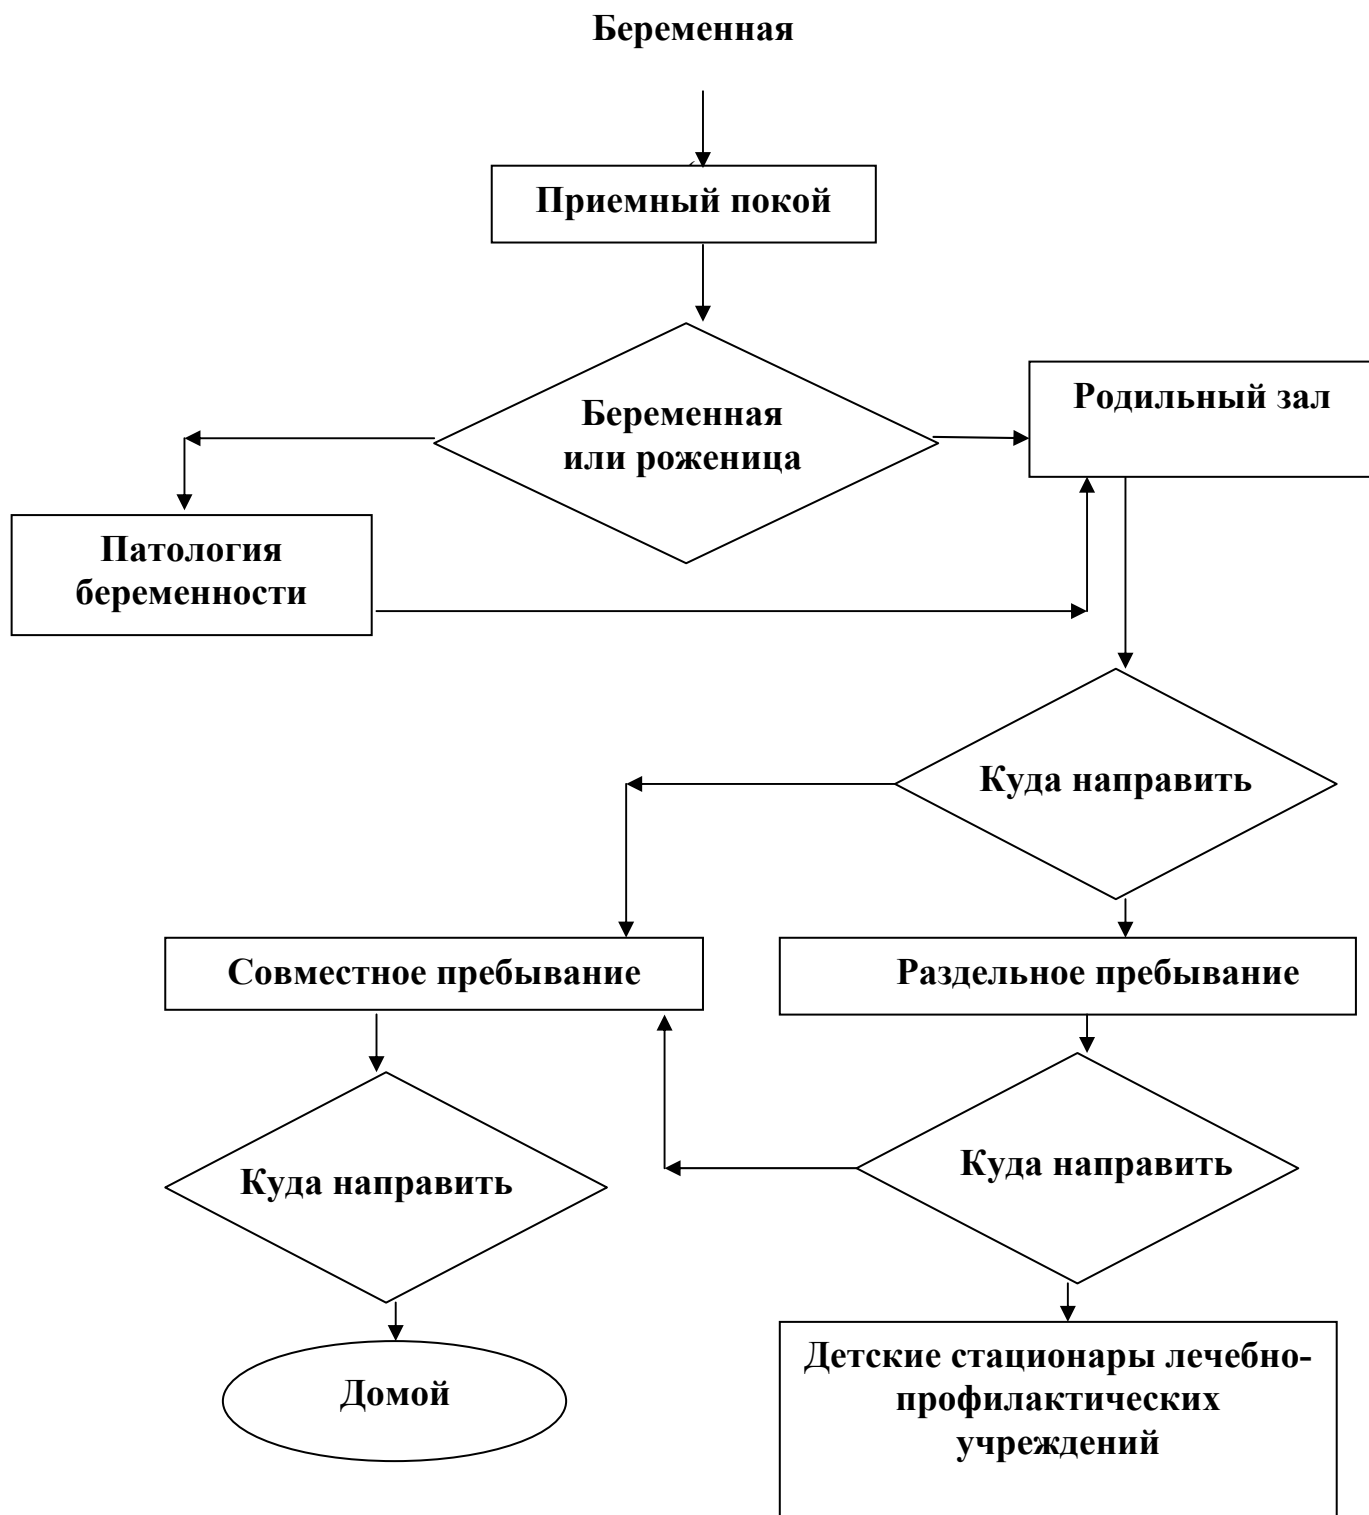 Беременная
Приемный покой
Беременная
или роженица
Родильный зал
Патология
беременности
Куда направить
Совместное пребывание
Раздельное пребывание
Куда направить
Куда направить
Домой
Детские стационары лечебно-
профилактических
учреждений